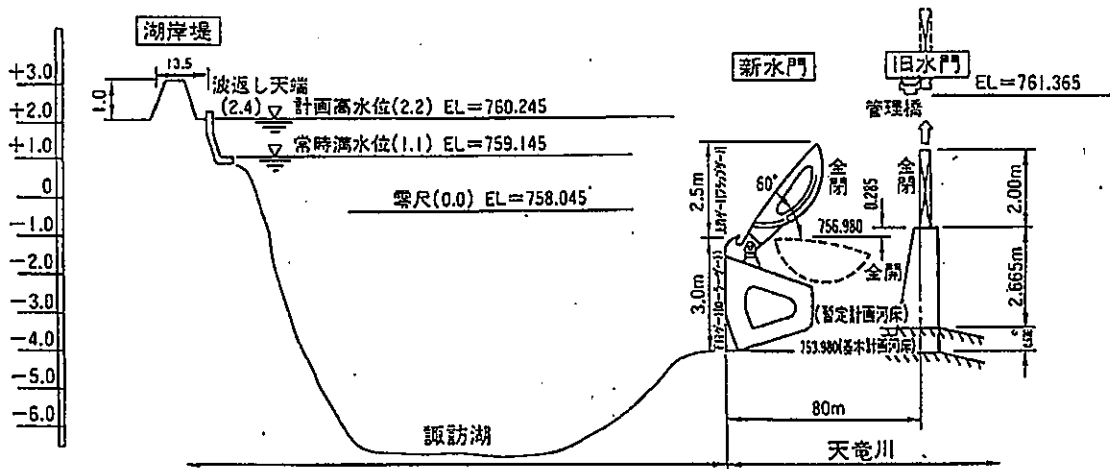 湖岸堤
13.5
1.0
波返し天端
(2.4)
計画高水位(2.2) EL=760.245
常時満水位(1.1) EL=759.145
零尺(0.0) EL=758.045
+3.0
+2.0
+1.0
0
-1.0
-2.0
-3.0
-4.0
-5.0
-6.0
諏訪湖
新水門
2.5m
3.0m
60°
全閉
756.980
0.285
全開
(暫定計画河床)
753.980(基本計画河床)
旧水門
EL=761.365
管理橋
全閉
2.00m
2.665m
80m
天竜川